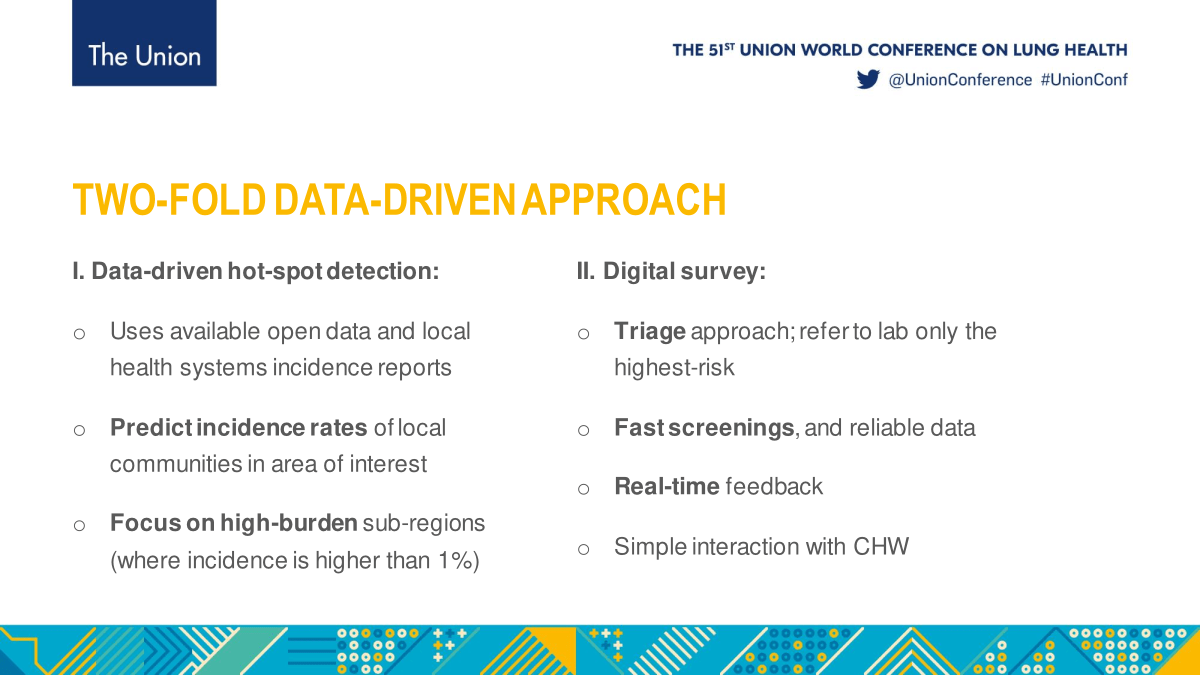 The Union
THE 51ST UNION WORLD CONFERENCE ON LUNG HEALTH
@UnionConference #UnionConf
TWO-FOLD DATA-DRIVEN APPROACH
I. Data-driven hot-spot detection:
o Uses available open data and local
health systems incidence reports
o Predict incidence rates of local
communities in area of interest
o Focus on high-burden sub-regions
(where incidence is higher than 1%)
II. Digital survey:
o Triage approach; refer to lab only the
highest-risk
o Fast screenings, and reliable data
o Real-time feedback
o Simple interaction with CHW